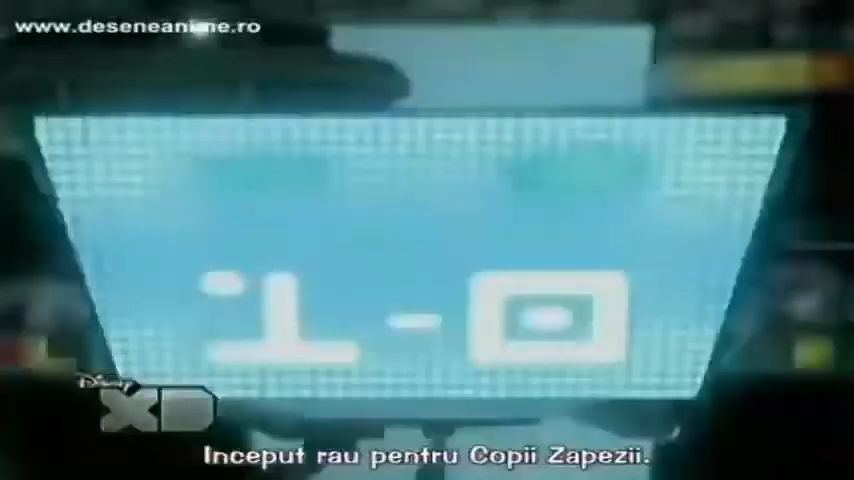 www.deseneanime.ro
1-0
Disney
XD
Inceput rau pentru Copii Zapezii.